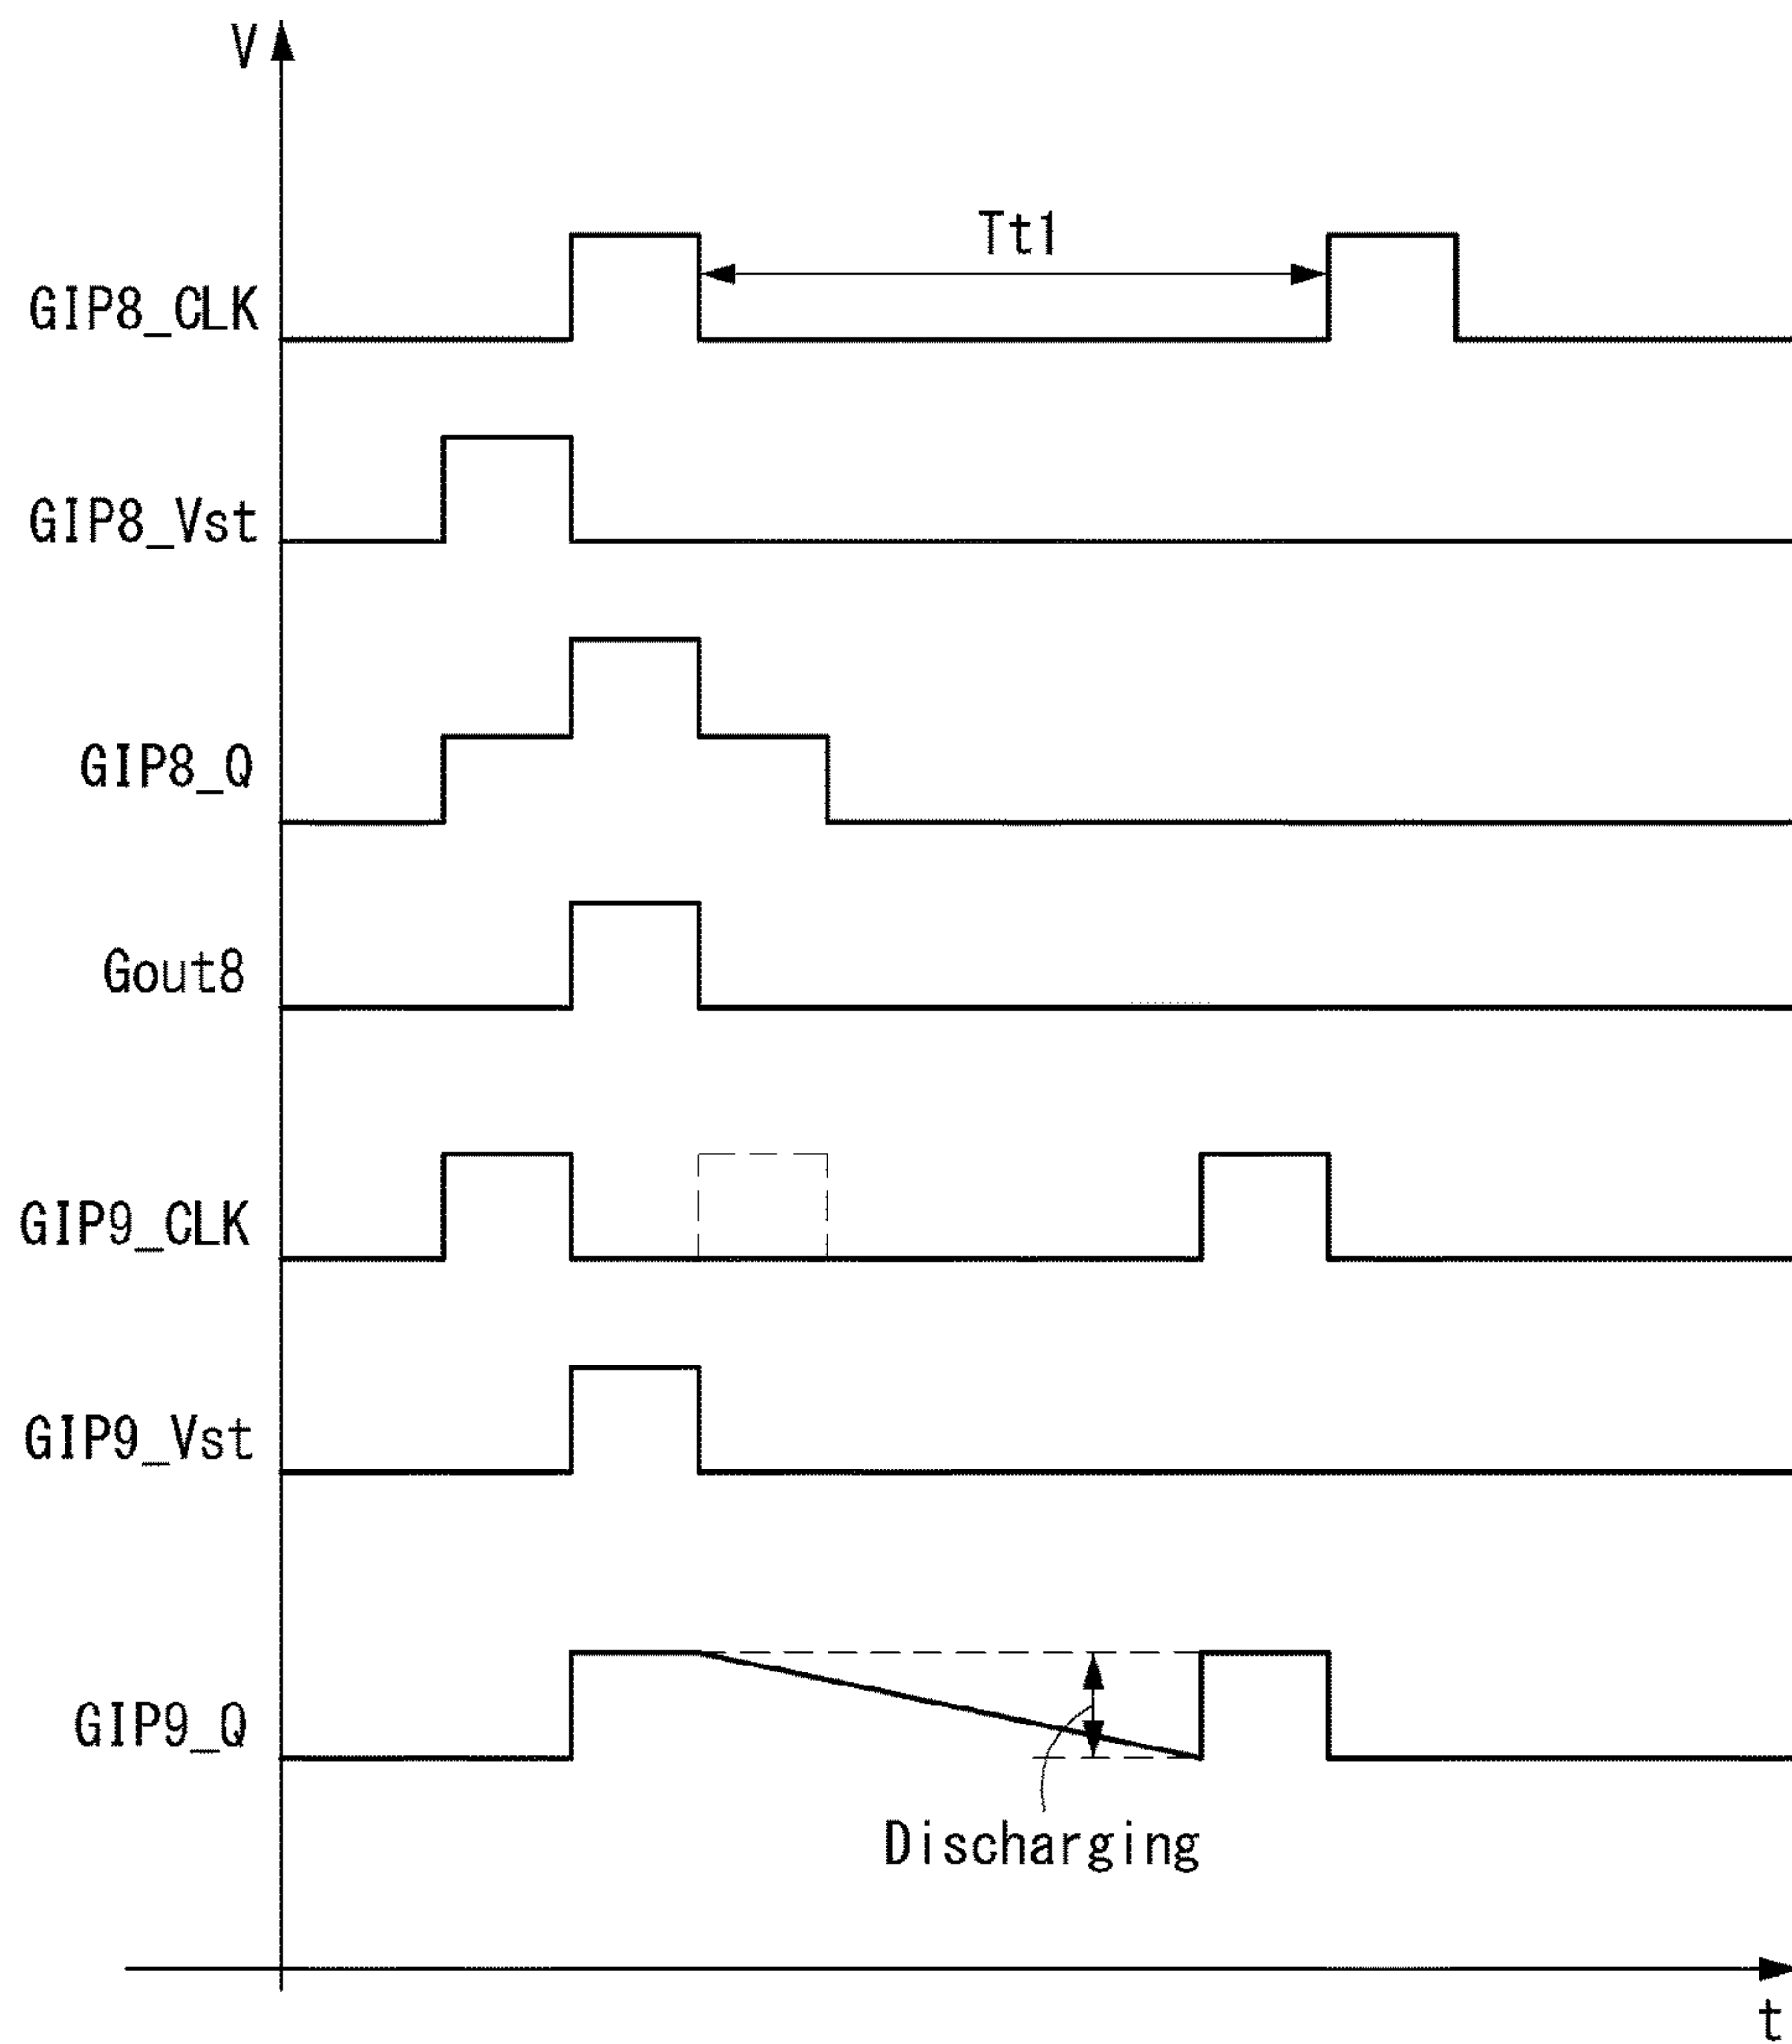 V
Tt1
GIP8_CLK
GIP8_Vst
GIP8_Q
Gout8
GIP9_CLK
GIP9_Vst
GIP9_Q
Discharging
t